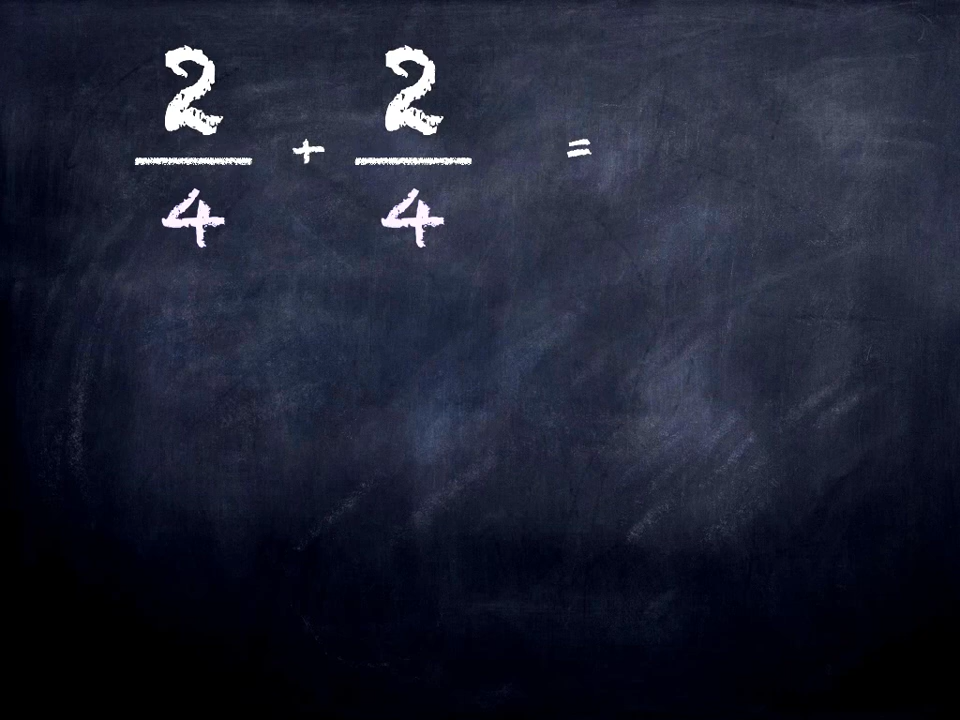 2/4 + 2/4 =